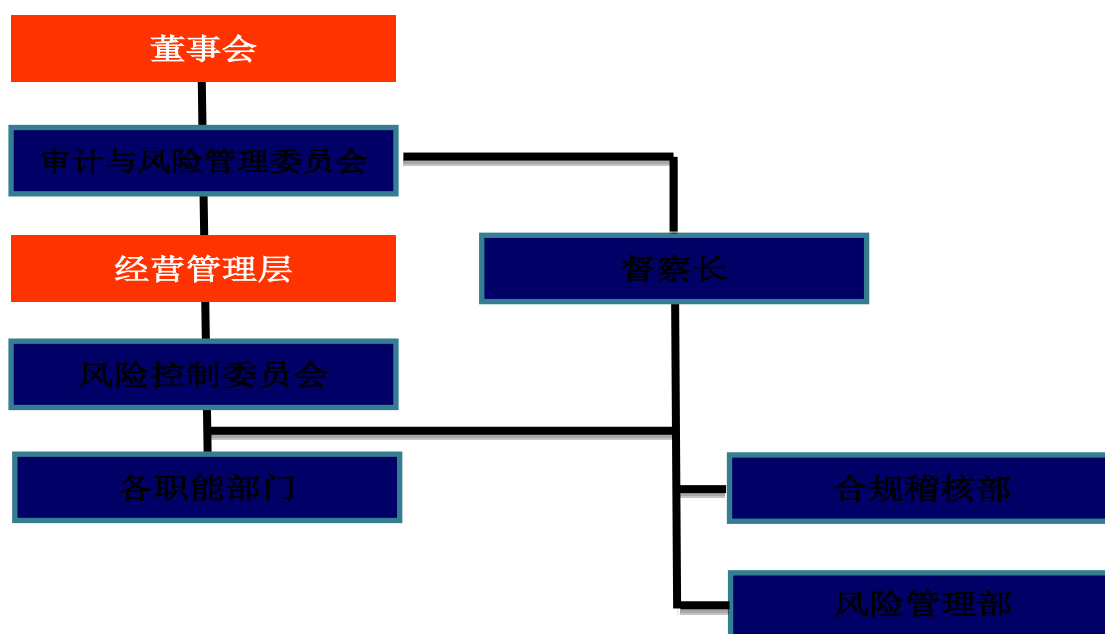 董事会
审计与风险管理委员会
经营管理层
督察长
风险控制委员会
各职能部门
合规稽核部
风险管理部